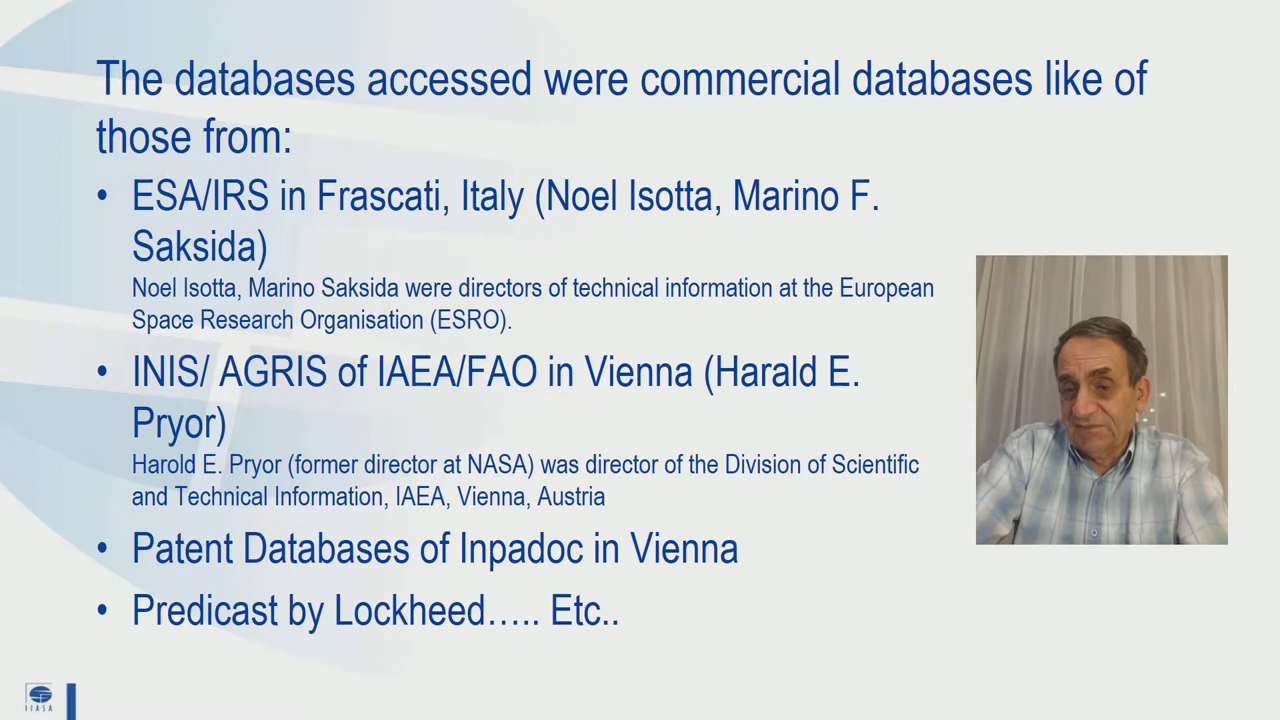 The databases accessed were commercial databases like of
those from:
• ESA/IRS in Frascati, Italy (Noel Isotta, Marino F.
Saksida)
Noel Isotta, Marino Saksida were directors of technical information at the European
Space Research Organisation (ESRO).
• INIS/ AGRIS of IAEA/FAO in Vienna (Harald E.
Pryor)
Harold E. Pryor (former director at NASA) was director of the Division of Scientific
and Technical Information, IAEA, Vienna, Austria
• Patent Databases of Inpadoc in Vienna
• Predicast by Lockheed….. Etc..
IIASA